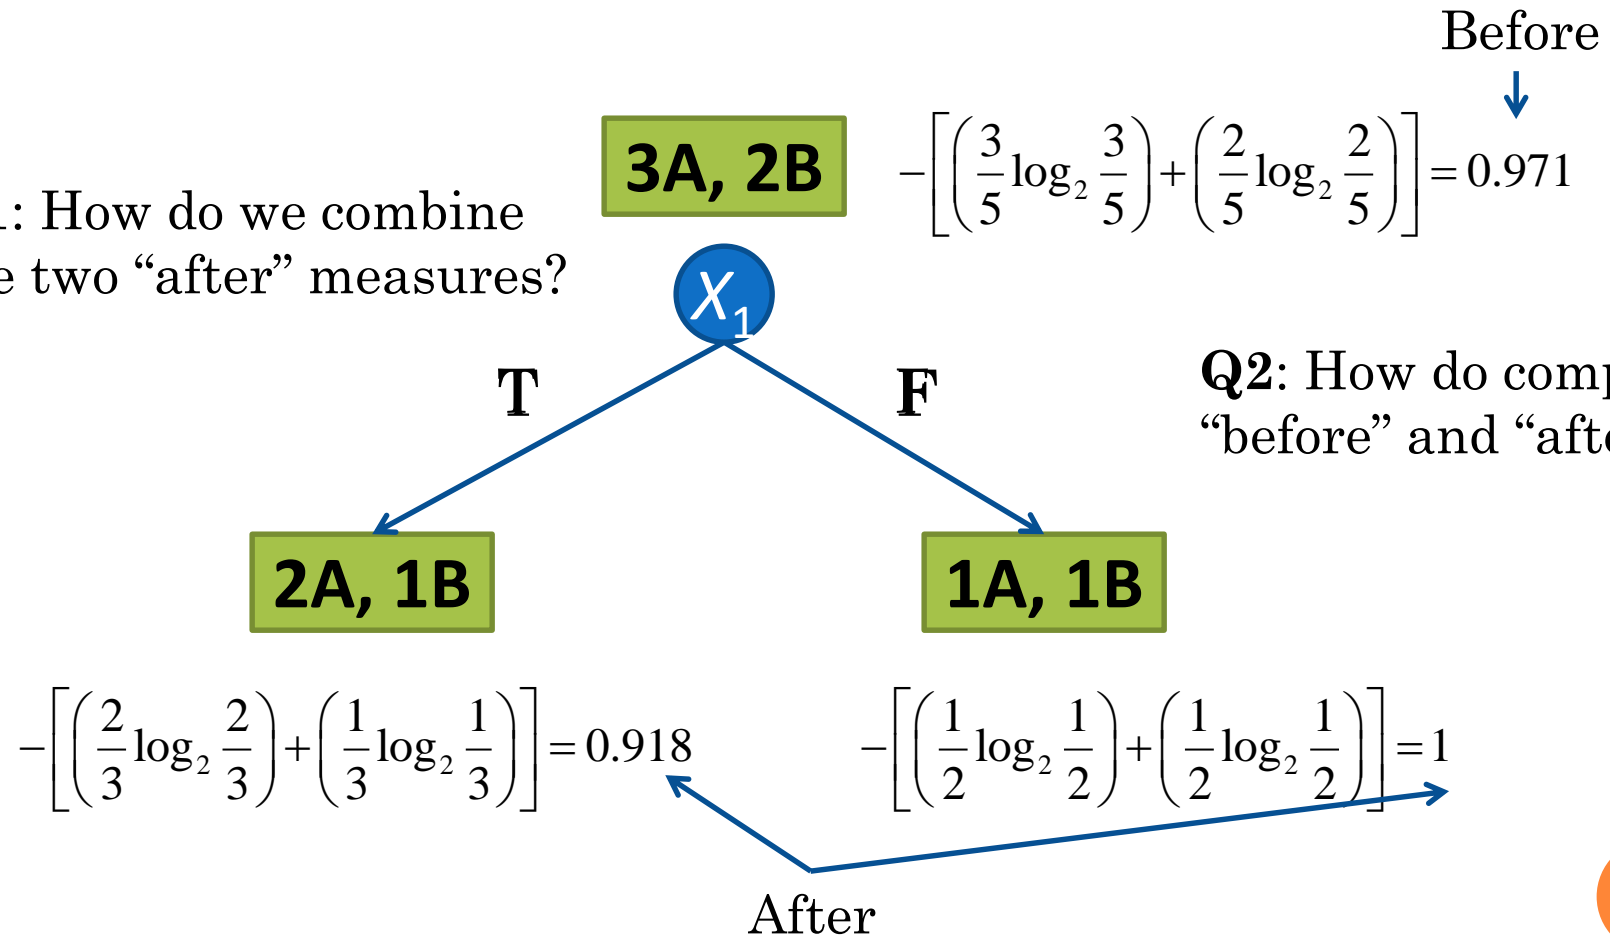 Before
3A, 2B
−[(3/5 log₂ 3/5)+(2/5 log₂ 2/5)] = 0.971
: How do we combine
two “after” measures?
X₁
T
F
Q2: How do
“before” and
2A, 1B
1A, 1B
−[(2/3 log₂ 2/3)+(1/3 log₂ 1/3)] = 0.918
−[(1/2 log₂ 1/2)+(1/2 log₂ 1/2)] = 1
After